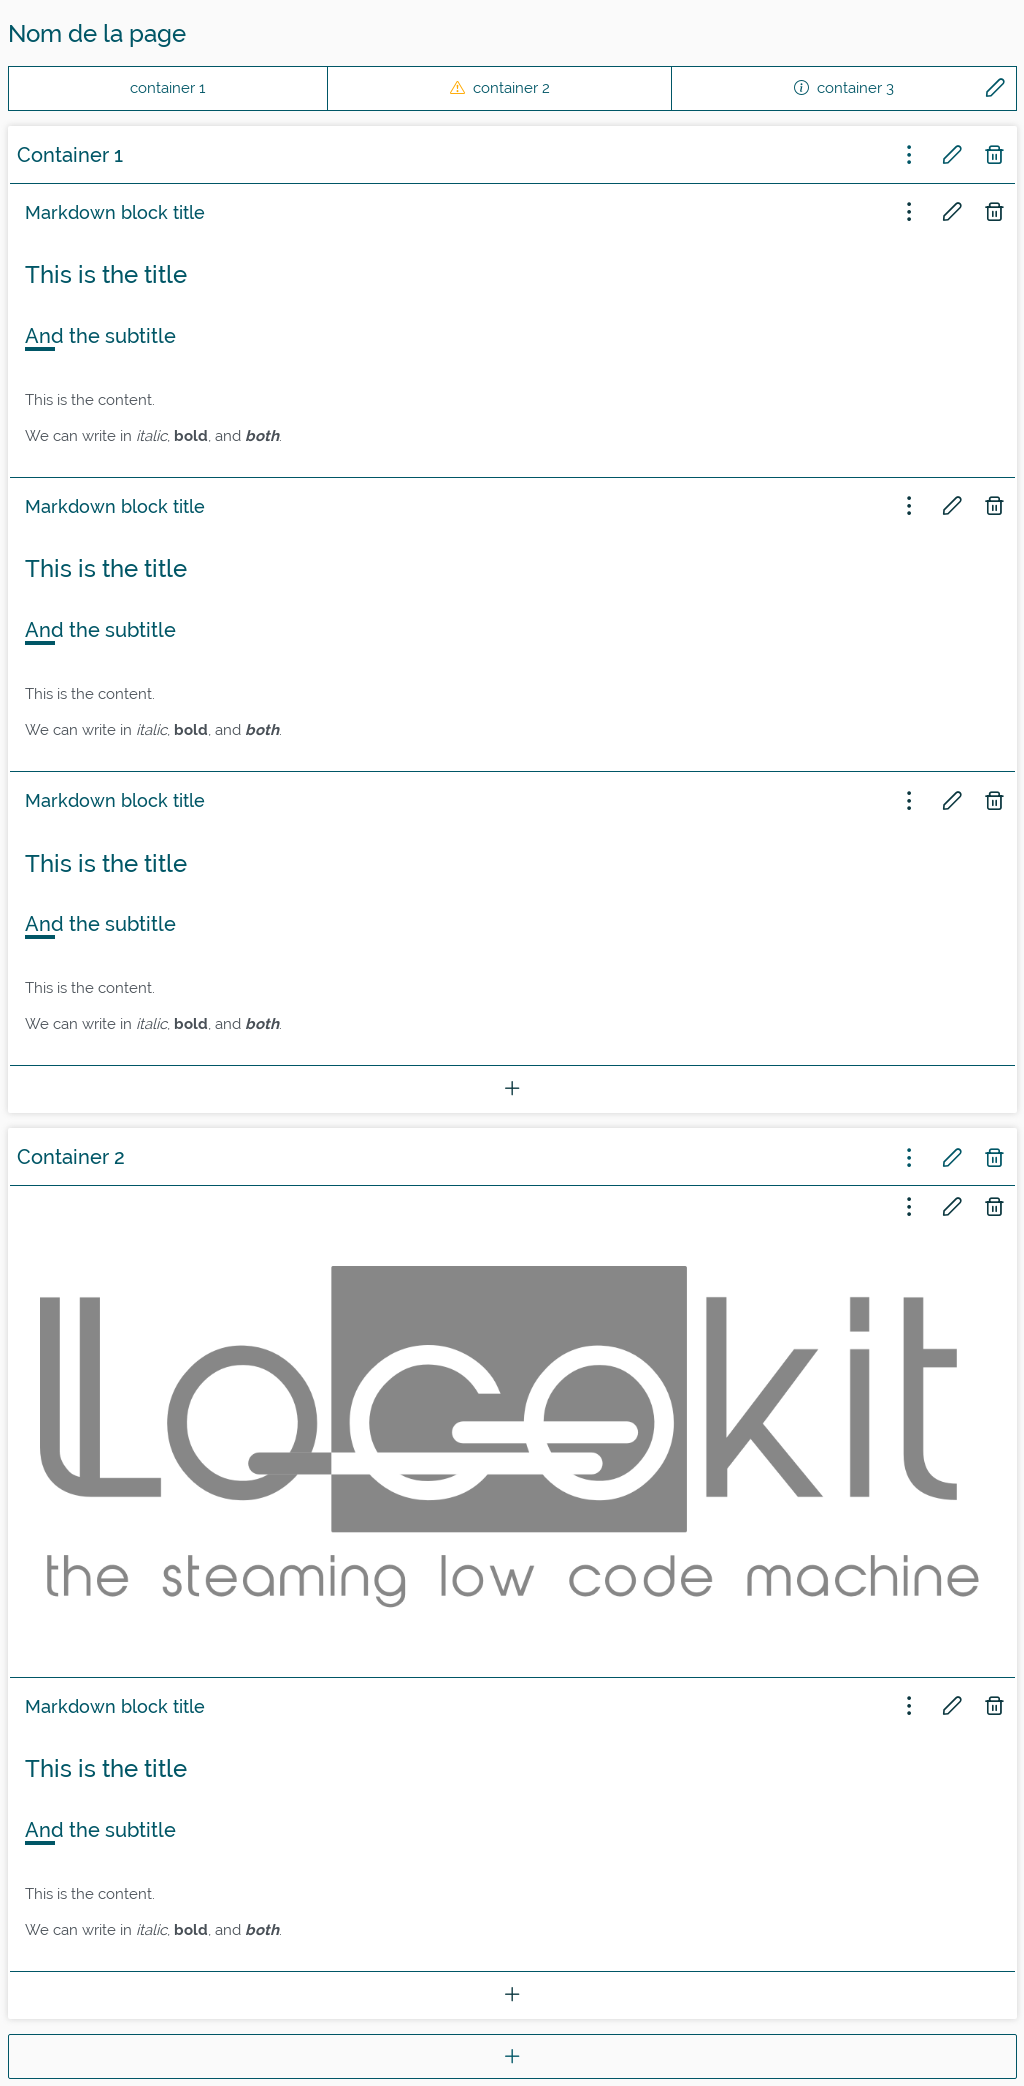 Nom de la page
container 1
container 2
container 3
Container 1
Markdown block title
This is the title
And the subtitle
This is the content.
We can write in italic, bold, and both.
Markdown block title
This is the title
And the subtitle
This is the content.
We can write in italic, bold, and both.
Markdown block title
This is the title
And the subtitle
This is the content.
We can write in italic, bold, and both.
Container 2
Locokit
the steaming low code machine
Markdown block title
This is the title
And the subtitle
This is the content.
We can write in italic, bold, and both.